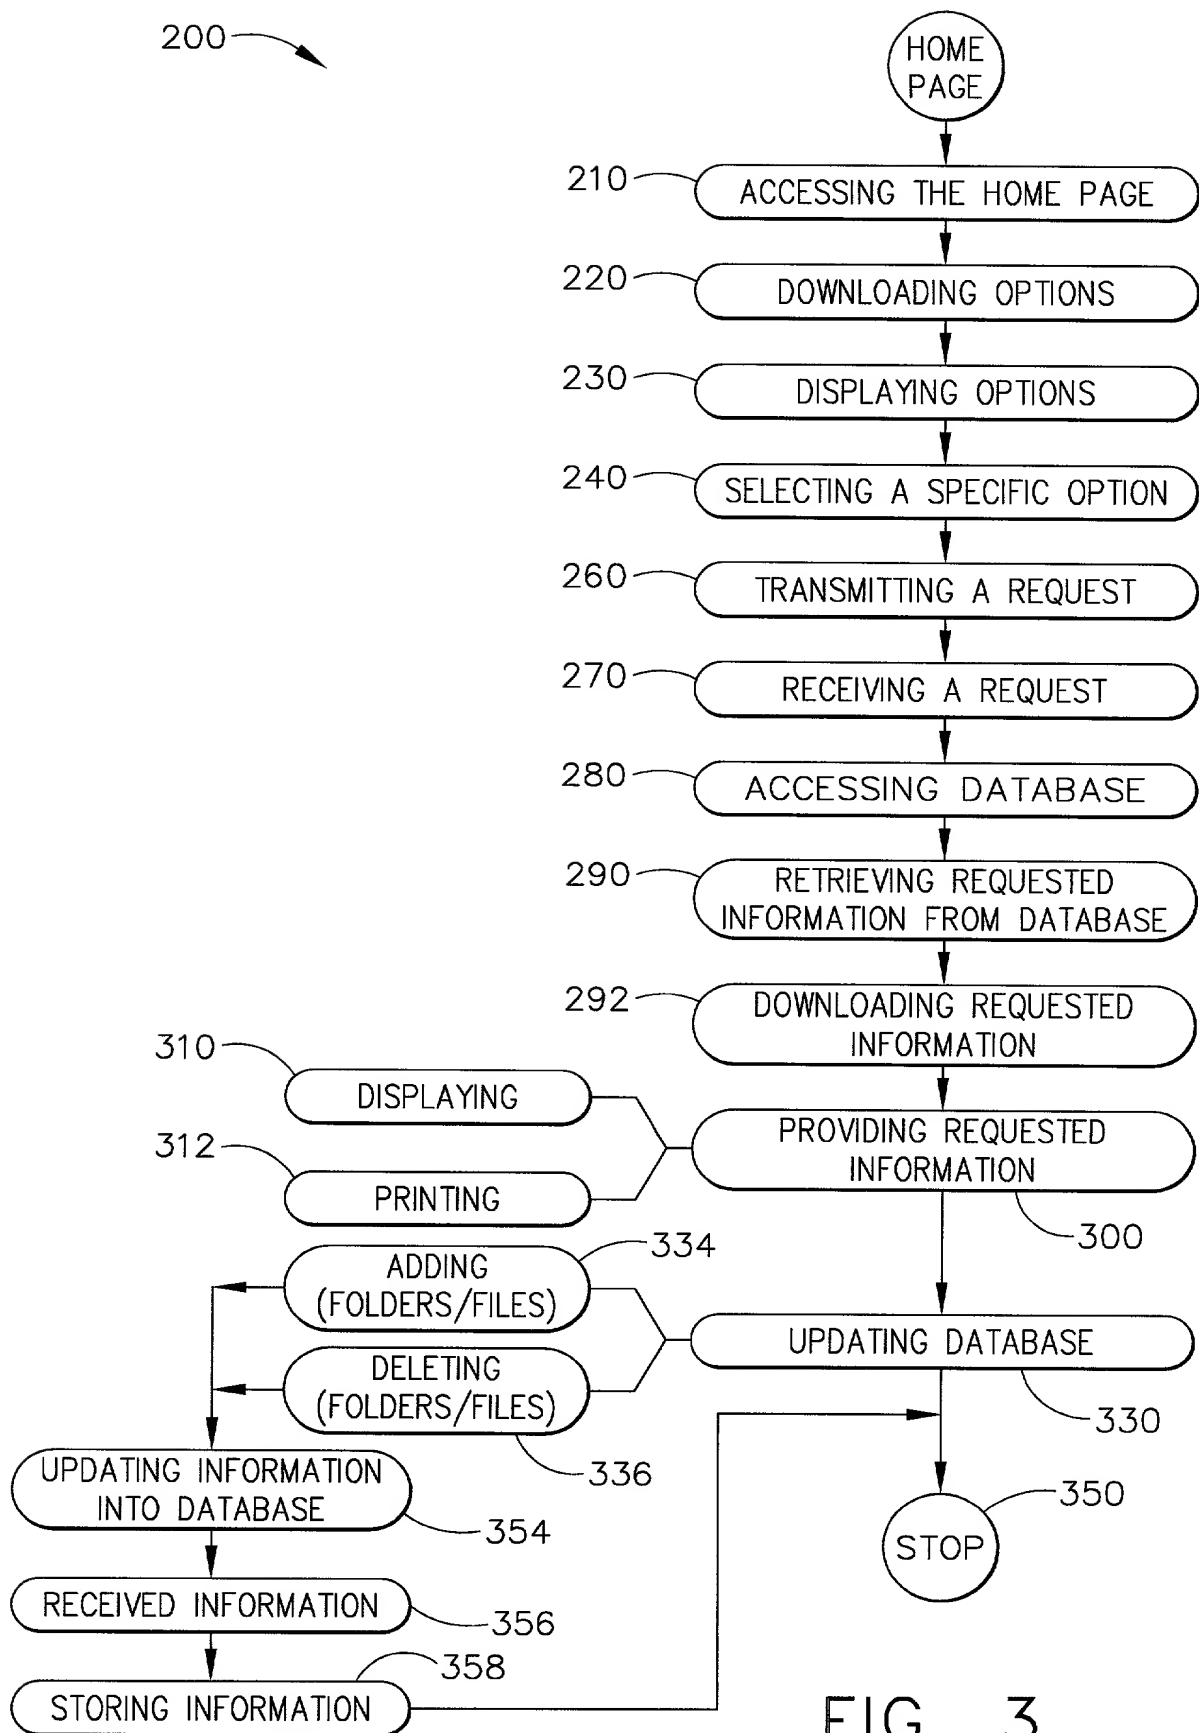 200
HOME
PAGE
210
ACCESSING THE HOME PAGE
220
DOWNLOADING OPTIONS
230
DISPLAYING OPTIONS
240
SELECTING A SPECIFIC OPTION
260
TRANSMITTING A REQUEST
270
RECEIVING A REQUEST
280
ACCESSING DATABASE
290
RETRIEVING REQUESTED
INFORMATION FROM DATABASE
292
DOWNLOADING REQUESTED
INFORMATION
310
DISPLAYING
312
PRINTING
PROVIDING REQUESTED
INFORMATION
300
334
ADDING
(FOLDERS/FILES)
UPDATING DATABASE
330
DELETING
(FOLDERS/FILES)
336
UPDATING INFORMATION
INTO DATABASE
354
350
STOP
RECEIVED INFORMATION
356
358
STORING INFORMATION
FIG. 3